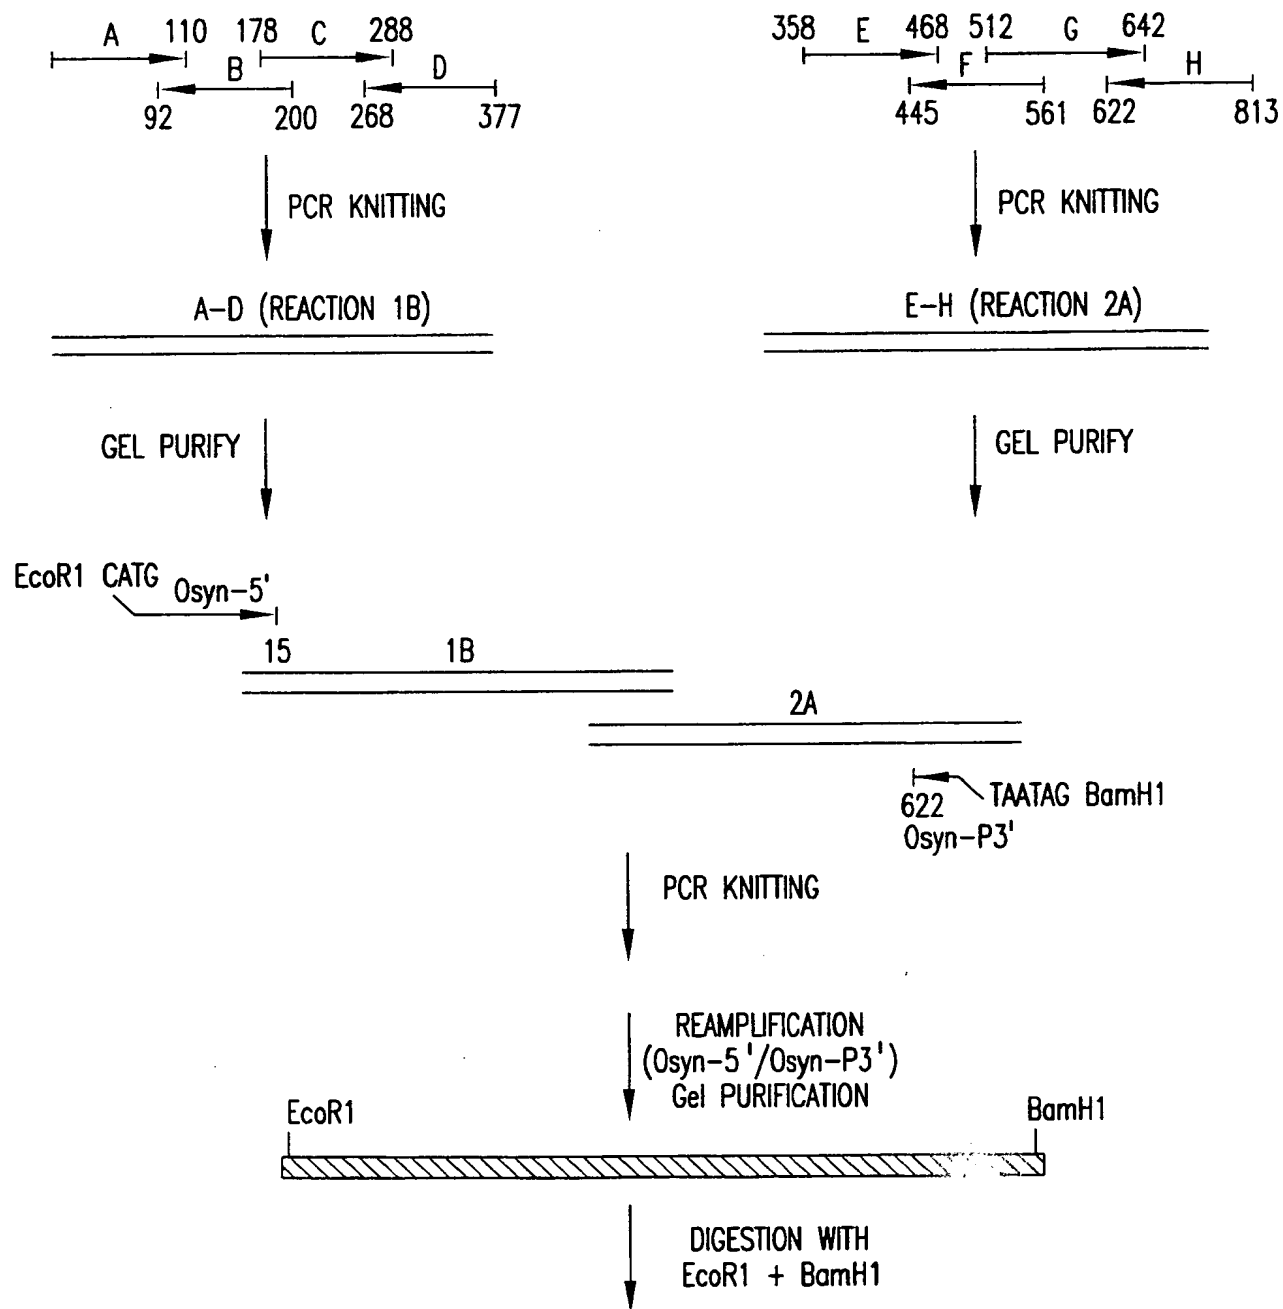 A 110 178 C 288
B D
92 200 268 377
358 E 468 512 G 642
F H
445 561 622 813
PCR KNITTING
PCR KNITTING
A-D (REACTION 1B)
E-H (REACTION 2A)
GEL PURIFY
GEL PURIFY
EcoR1 CATG Osyn-5'
15 1B
2A
622 TAATAG BamH1
Osyn-P3'
PCR KNITTING
REAMPLIFICATION
(Osyn-5'/Osyn-P3')
Gel PURIFICATION
EcoR1 BamH1
DIGESTION WITH
EcoR1 + BamH1